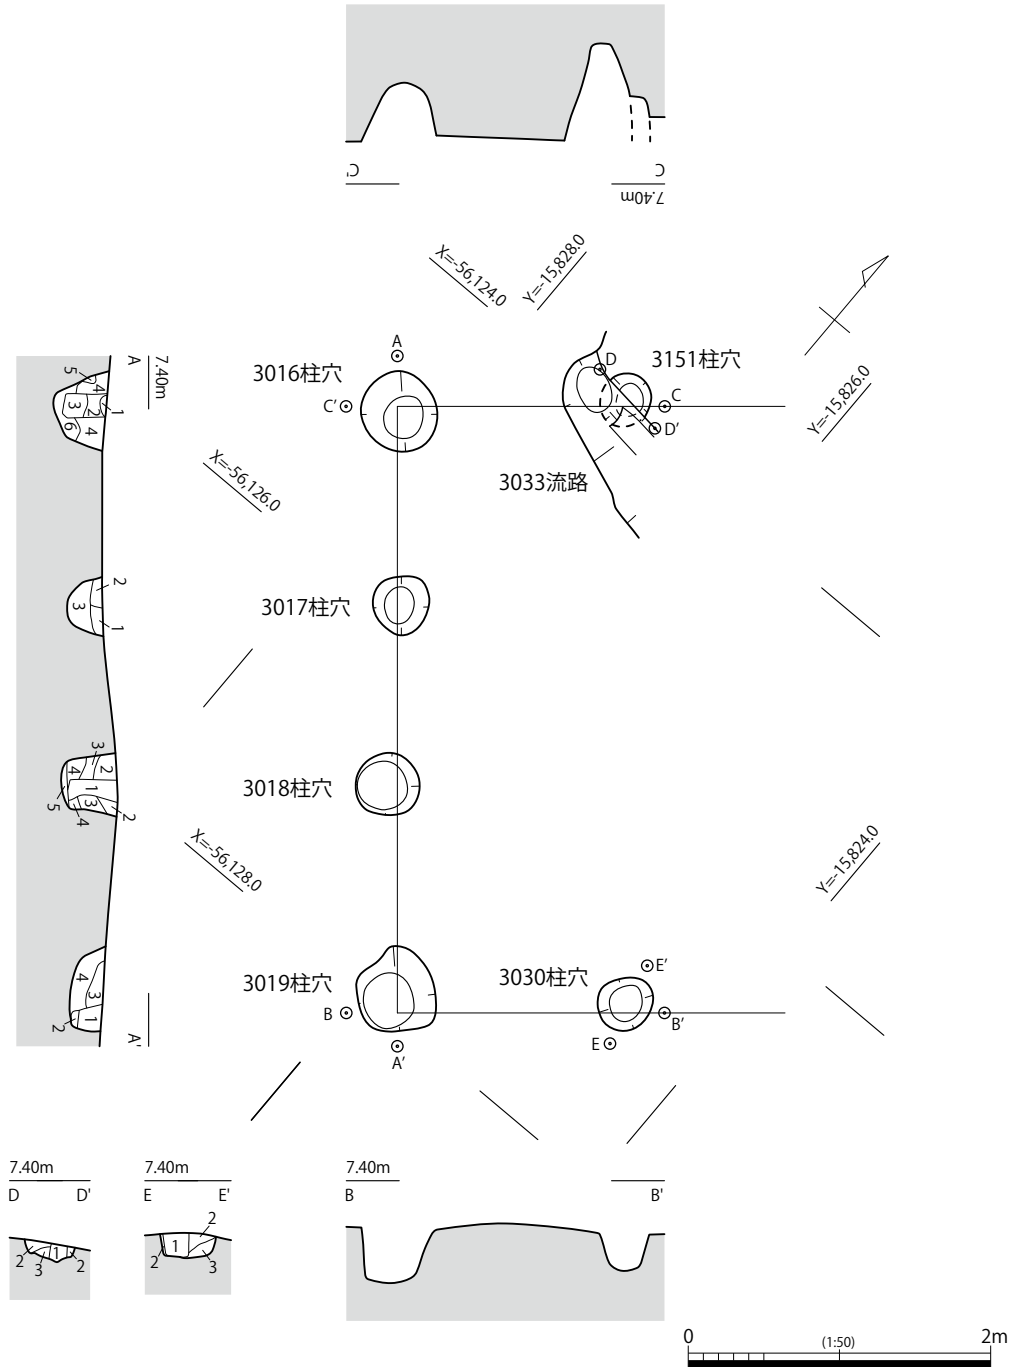 C'
C
7.40m
X=-56,124.0
Y=-15,828.0
A
7.40m
5
4
3
2
1
6
4
A
3016柱穴
C'
D
3151柱穴
C
D'
Y=-15,826.0
X=-56,126.0
3033流路
2
3
1
3017柱穴
3
4
2
1
3
5
4
2
3018柱穴
X=-56,128.0
Y=-15,824.0
4
3
1
2
A'
3019柱穴
B
A'
3030柱穴
E'
B'
E
7.40m
D D'
2
3
1
2
7.40m
E E'
2
1
2
3
7.40m
B B'
0 (1:50) 2m